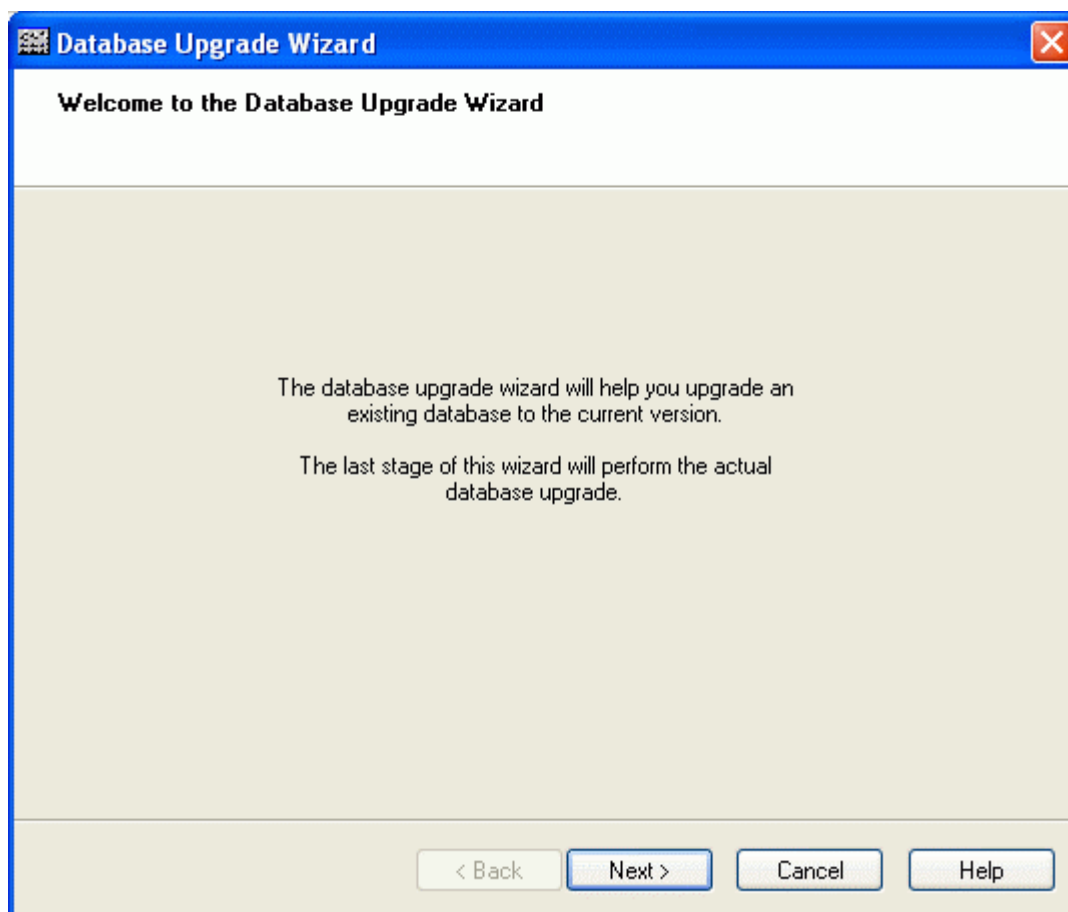 Database Upgrade Wizard
Welcome to the Database Upgrade Wizard
The database upgrade wizard will help you upgrade an
existing database to the current version.
The last stage of this wizard will perform the actual
database upgrade.
< Back
Next >
Cancel
Help